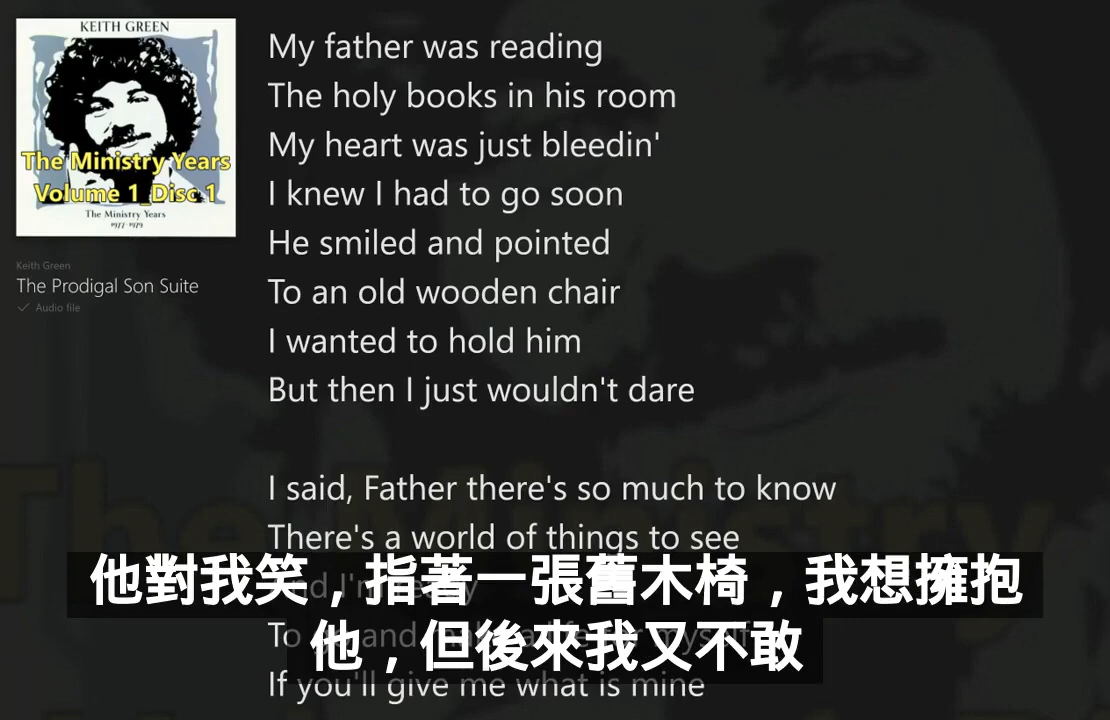 KEITH GREEN
The Ministry Years
Volume 1_Disc 1
The Ministry Years
1977-1979
Keith Green
The Prodigal Son Suite
Audio file
My father was reading
The holy books in his room
My heart was just bleedin'
I knew I had to go soon
He smiled and pointed
To an old wooden chair
I wanted to hold him
But then I just wouldn't dare
I said, Father there's so much to know
There's a world of things to see
他對我笑，指著一張舊木椅，我想擁抱
他，但後來我又不敢
If you'll give me what is mine